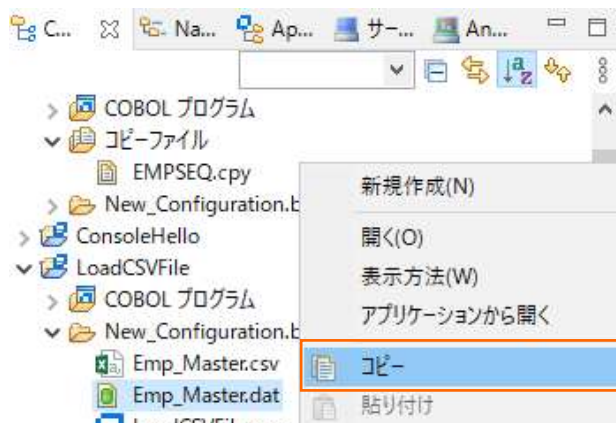 C... Na... Ap... サー... An...
COBOL プログラム
コピーファイル
EMPSEQ.cpy
New_Configuration.b
ConsoleHello
LoadCSVFile
COBOL プログラム
New_Configuration.b
Emp_Master.csv
Emp_Master.dat
新規作成(N)
開く(O)
表示方法(W)
アプリケーションから開く
コピー
貼り付け